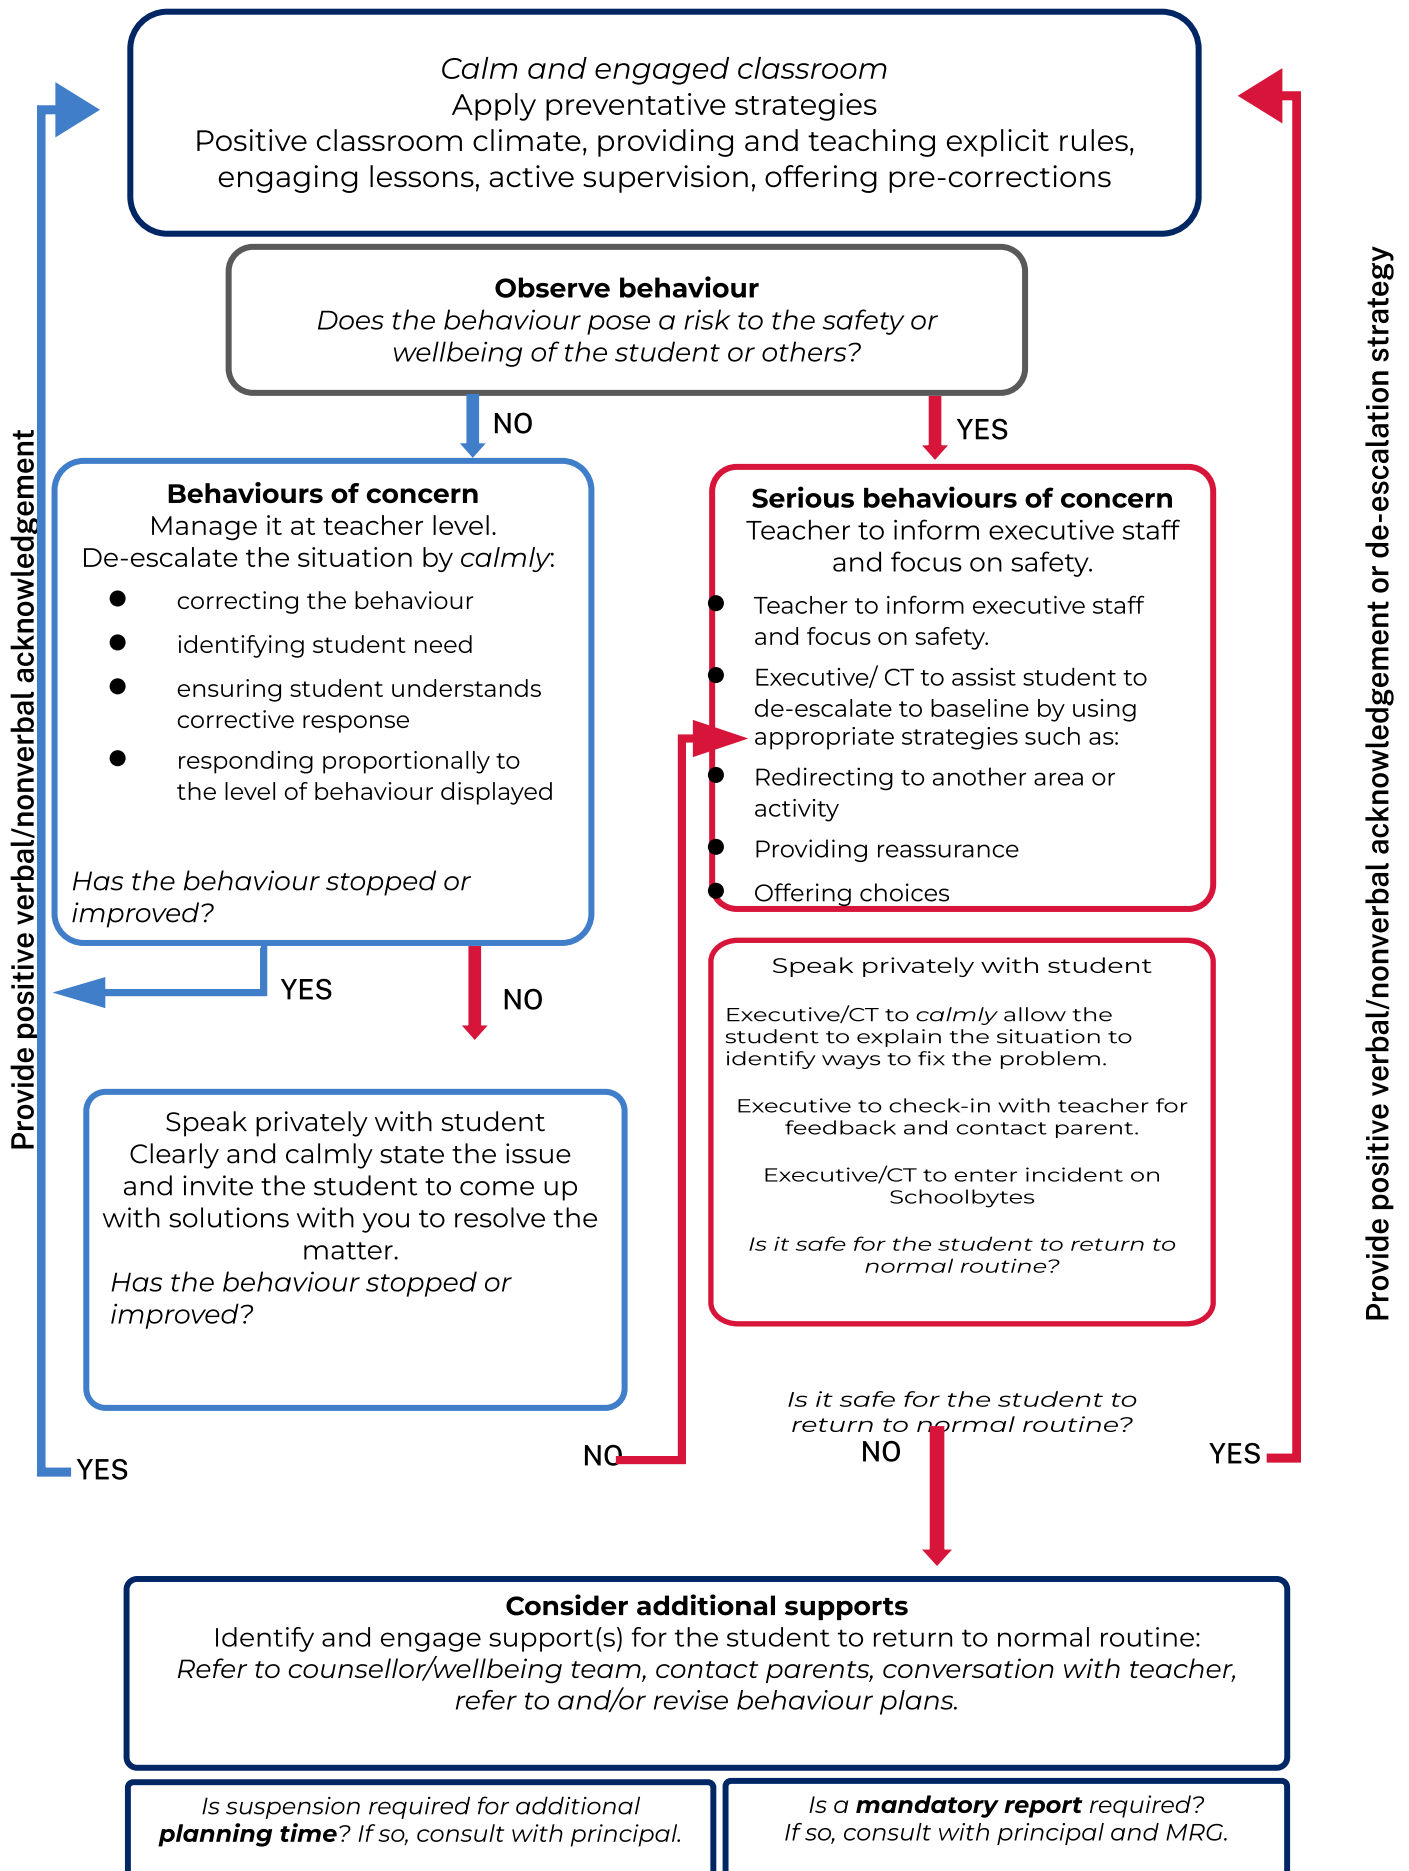 Calm and engaged classroom
Apply preventative strategies
Positive classroom climate, providing and teaching explicit rules,
engaging lessons, active supervision, offering pre-corrections
Observe behaviour
Does the behaviour pose a risk to the safety or
wellbeing of the student or others?
NO
YES
Behaviours of concern
Manage it at teacher level.
De-escalate the situation by calmly:
● correcting the behaviour
● identifying student need
● ensuring student understands
corrective response
● responding proportionally to
the level of behaviour displayed
Has the behaviour stopped or
improved?
YES
NO
Speak privately with student
Clearly and calmly state the issue
and invite the student to come up
with solutions with you to resolve the
matter.
Has the behaviour stopped or
improved?
YES
NO
Provide positive verbal/nonverbal acknowledgement
Serious behaviours of concern
Teacher to inform executive staff
and focus on safety.
● Teacher to inform executive staff
and focus on safety.
● Executive/ CT to assist student to
de-escalate to baseline by using
appropriate strategies such as:
● Redirecting to another area or
activity
● Providing reassurance
● Offering choices
Speak privately with student
Executive/CT to calmly allow the
student to explain the situation to
identify ways to fix the problem.
Executive to check-in with teacher for
feedback and contact parent.
Executive/CT to enter incident on
Schoolbytes
Is it safe for the student to return to
normal routine?
Is it safe for the student to
return to normal routine?
NO
YES
Provide positive verbal/nonverbal acknowledgement or de-escalation strategy
Consider additional supports
Identify and engage support(s) for the student to return to normal routine:
Refer to counsellor/wellbeing team, contact parents, conversation with teacher,
refer to and/or revise behaviour plans.
Is suspension required for additional
planning time? If so, consult with principal.
Is a mandatory report required?
If so, consult with principal and MRG.